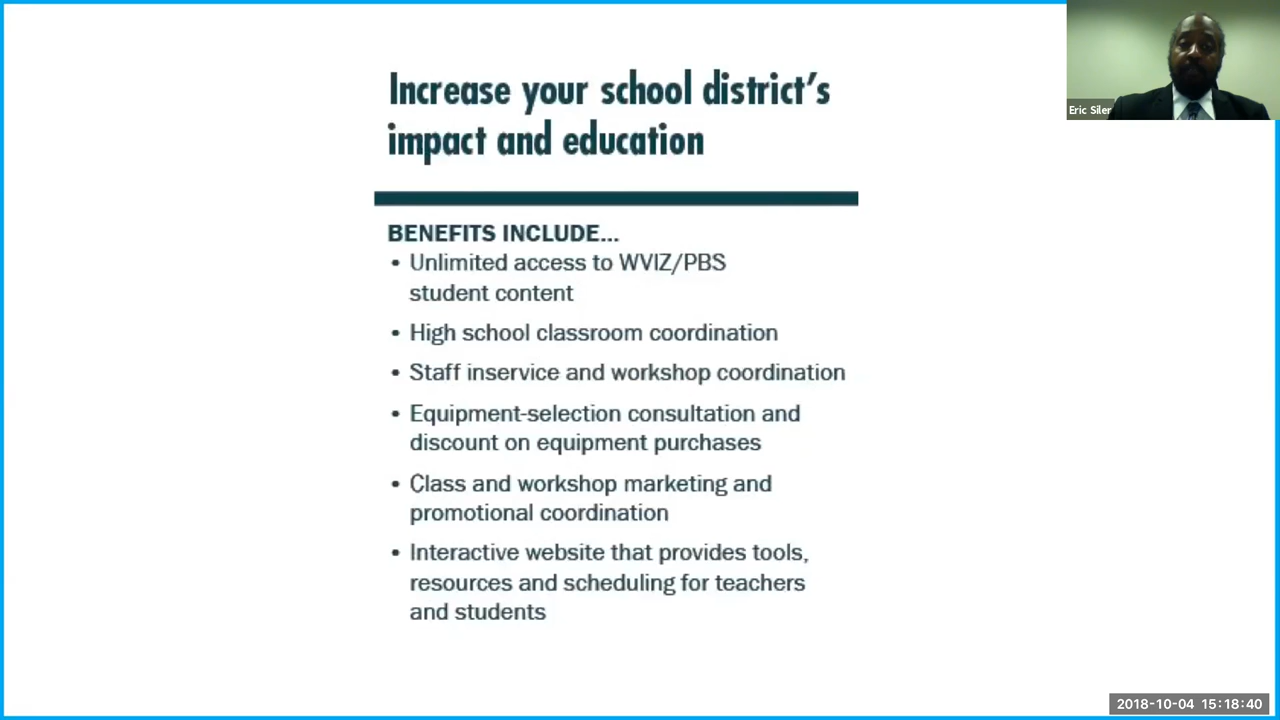 Increase your school district's
impact and education
BENEFITS INCLUDE...
• Unlimited access to WVIZ/PBS
student content
• High school classroom coordination
• Staff inservice and workshop coordination
• Equipment-selection consultation and
discount on equipment purchases
• Class and workshop marketing and
promotional coordination
• Interactive website that provides tools,
resources and scheduling for teachers
and students
Eric Siler
2018-10-04 15:18:40